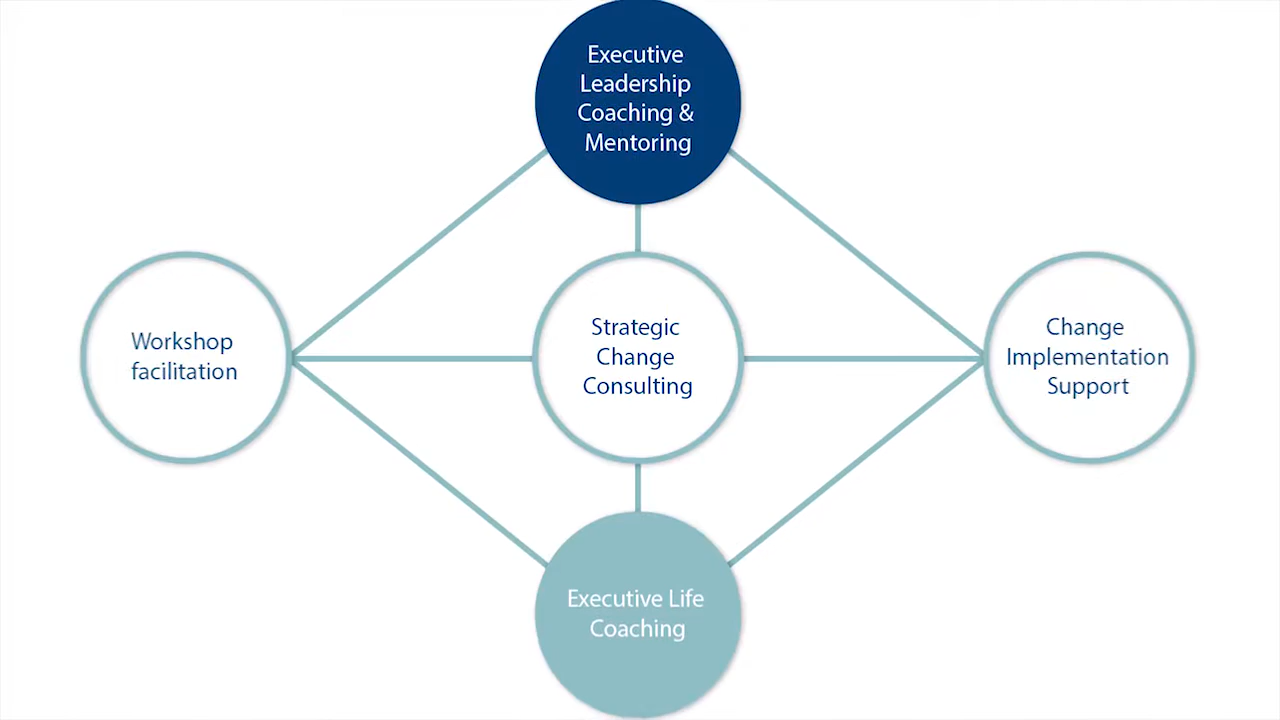 Executive
Leadership
Coaching &
Mentoring
Workshop
facilitation
Strategic
Change
Consulting
Change
Implementation
Support
Executive Life
Coaching